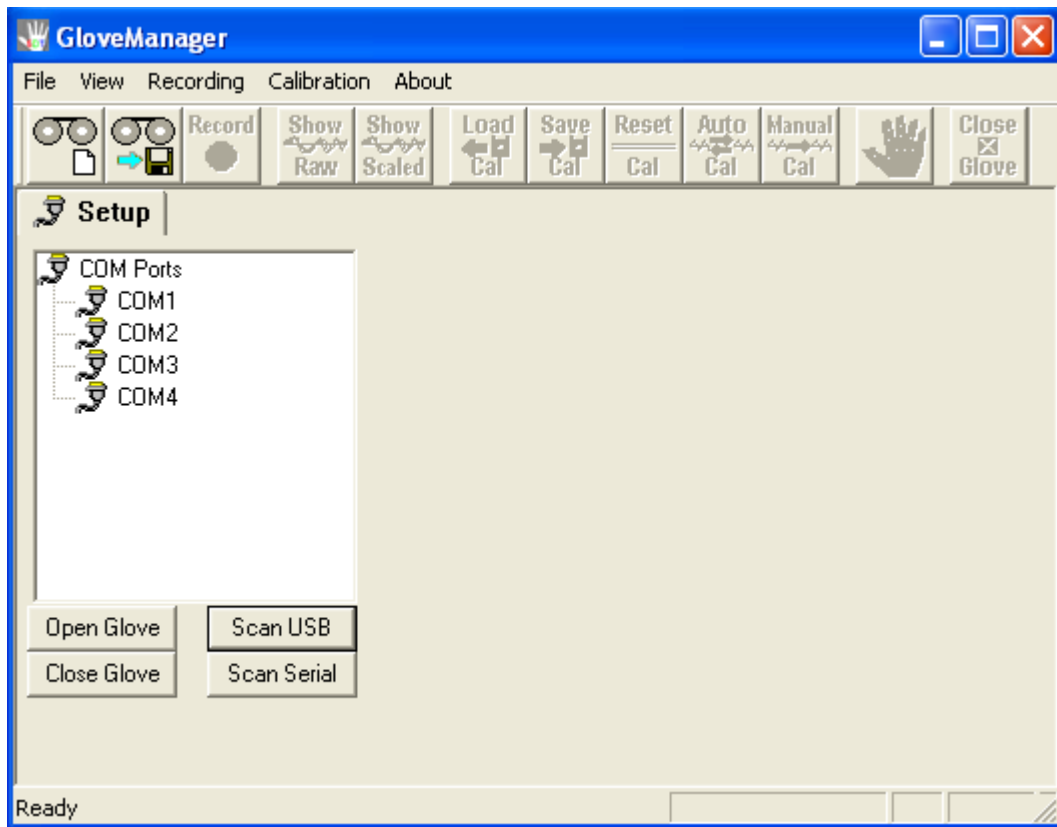 GloveManager
File View Recording Calibration About
Record Show Raw Show Scaled Load Cal Save Cal Reset Cal Auto Cal Manual Cal Close Glove
Setup
COM Ports
COM1
COM2
COM3
COM4
Open Glove Scan USB
Close Glove Scan Serial
Ready